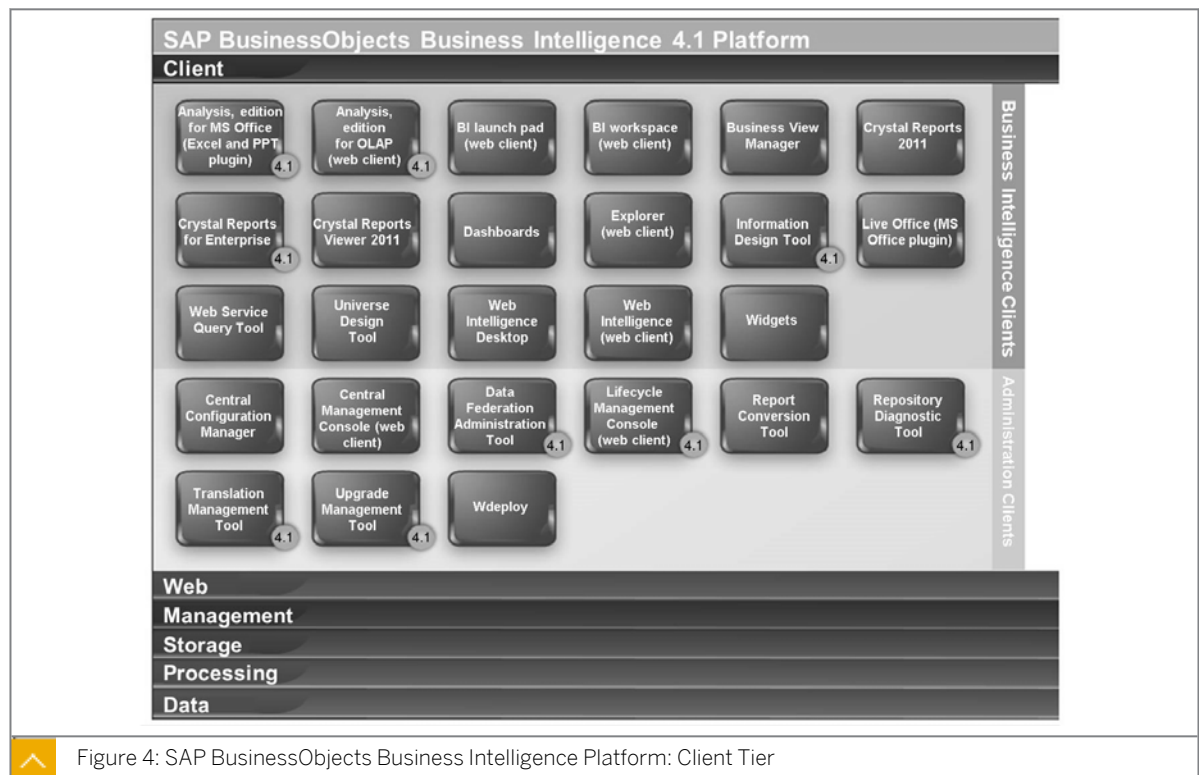 SAP BusinessObjects Business Intelligence 4.1 Platform
Client
Analysis, edition
for MS Office
(Excel and PPT
plugin)
4.1
Analysis,
edition
for OLAP
(web client)
4.1
BI launch pad
(web client)
BI workspace
(web client)
Business View
Manager
Crystal Reports
2011
Crystal Reports
for Enterprise
4.1
Crystal Reports
Viewer 2011
Dashboards
Explorer
(web client)
Information
Design Tool
4.1
Live Office (MS
Office plugin)
Web Service
Query Tool
Universe
Design
Tool
Web
Intelligence
Desktop
Web
Intelligence
(web client)
Widgets
Business Intelligence Clients
Central
Configuration
Manager
Central
Management
Console (web
client)
Data
Federation
Administration
Tool
4.1
Lifecycle
Management
Console
(web client)
4.1
Report
Conversion
Tool
Repository
Diagnostic
Tool
4.1
Translation
Management
Tool
4.1
Upgrade
Management
Tool
4.1
Wdeploy
Administration Clients
Web
Management
Storage
Processing
Data
Figure 4: SAP BusinessObjects Business Intelligence Platform: Client Tier